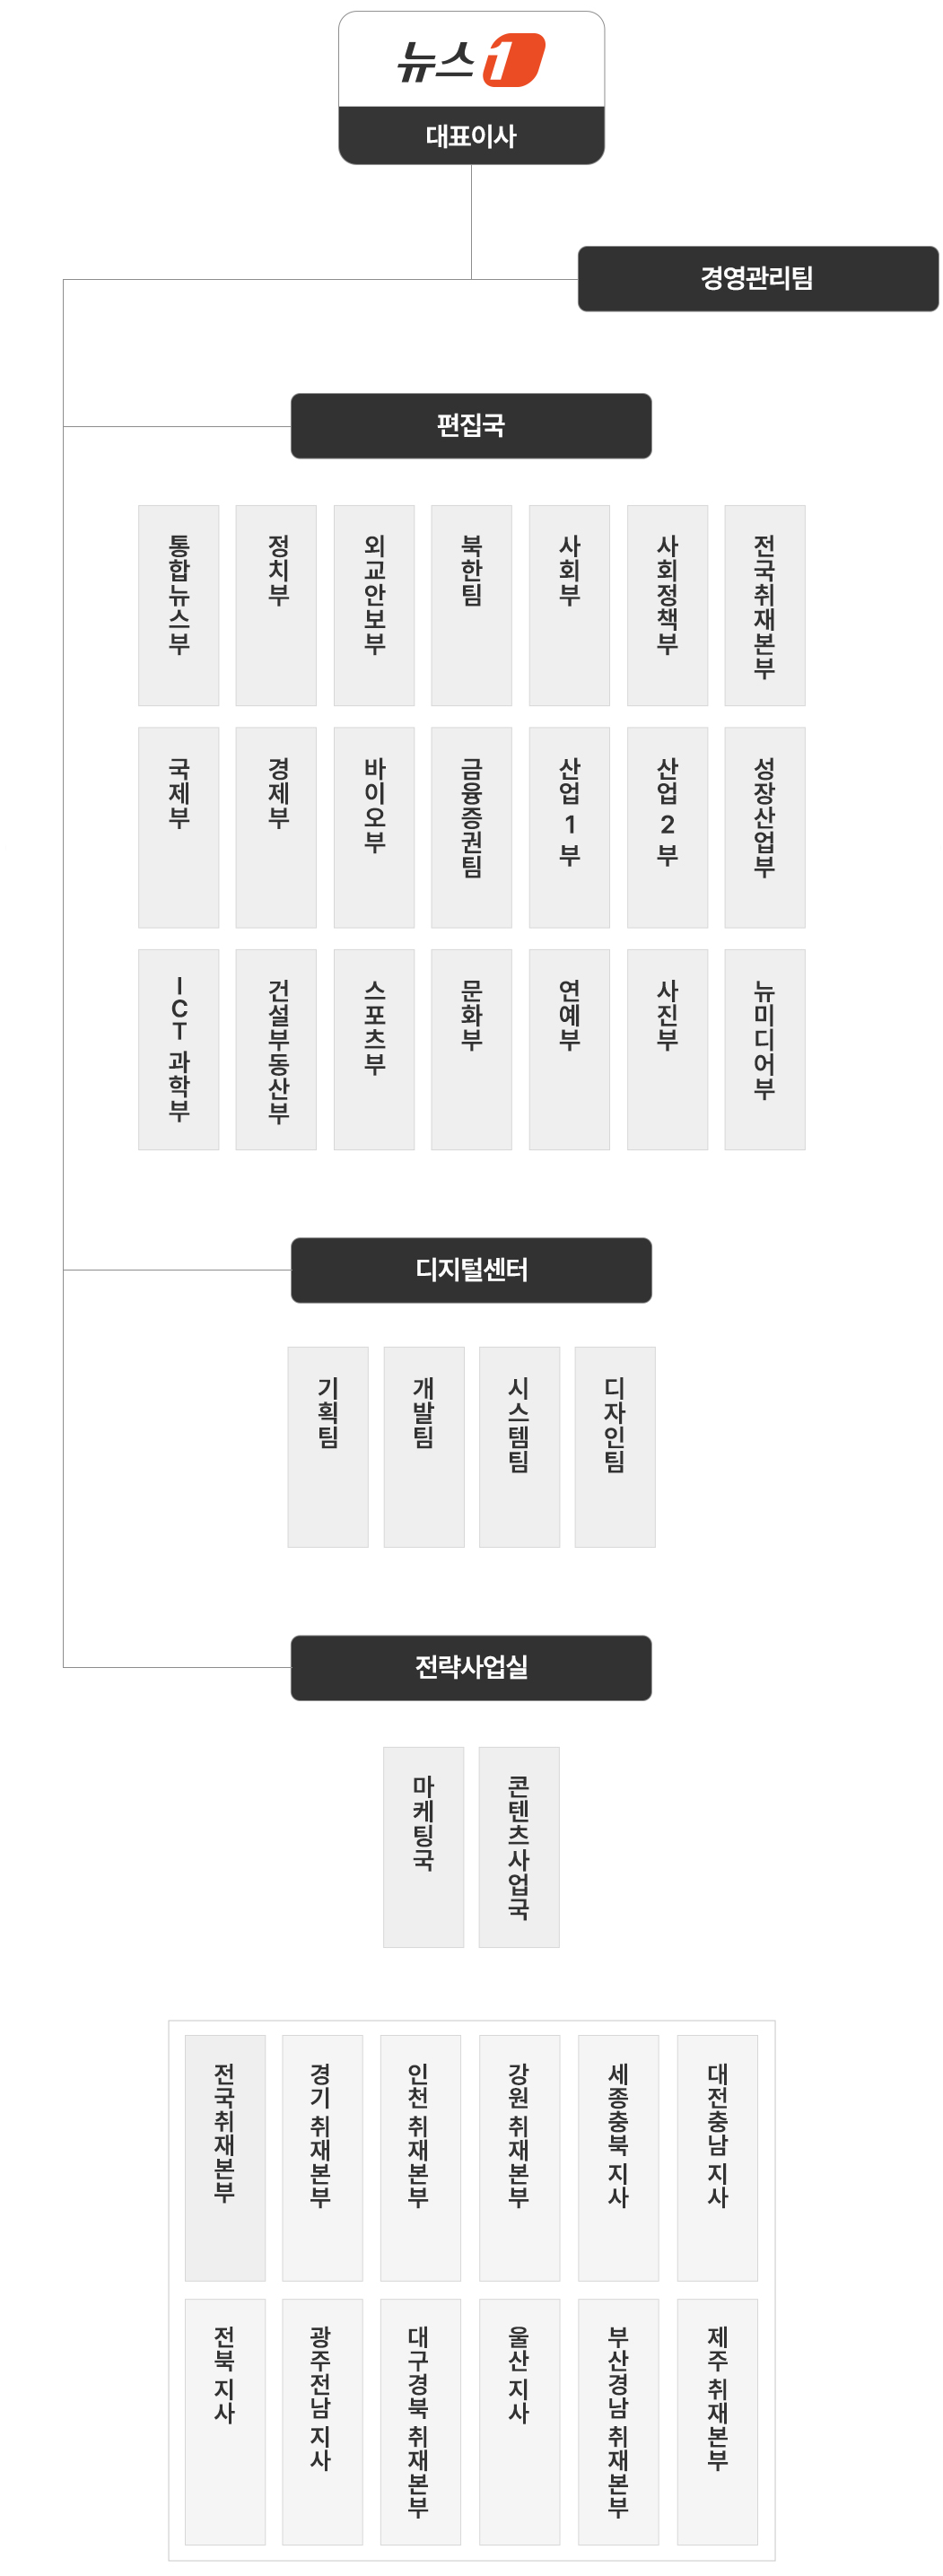 뉴스1
대표이사
경영관리팀
편집국
통합뉴스부
정치부
외교안보부
북한팀
사회부
사회정책부
전국취재본부
국제부
경제부
바이오부
금융증권팀
산업1부
산업2부
성장산업부
ICT과학부
건설부동산부
스포츠부
문화부
연예부
사진부
뉴미디어부
디지털센터
기획팀
개발팀
시스템팀
디자인팀
전략사업실
마케팅국
콘텐츠사업국
전국취재본부
경기 취재본부
인천 취재본부
강원 취재본부
세종충북 지사
대전충남 지사
전북 지사
광주전남 지사
대구경북 취재본부
울산 지사
부산경남 취재본부
제주 취재본부